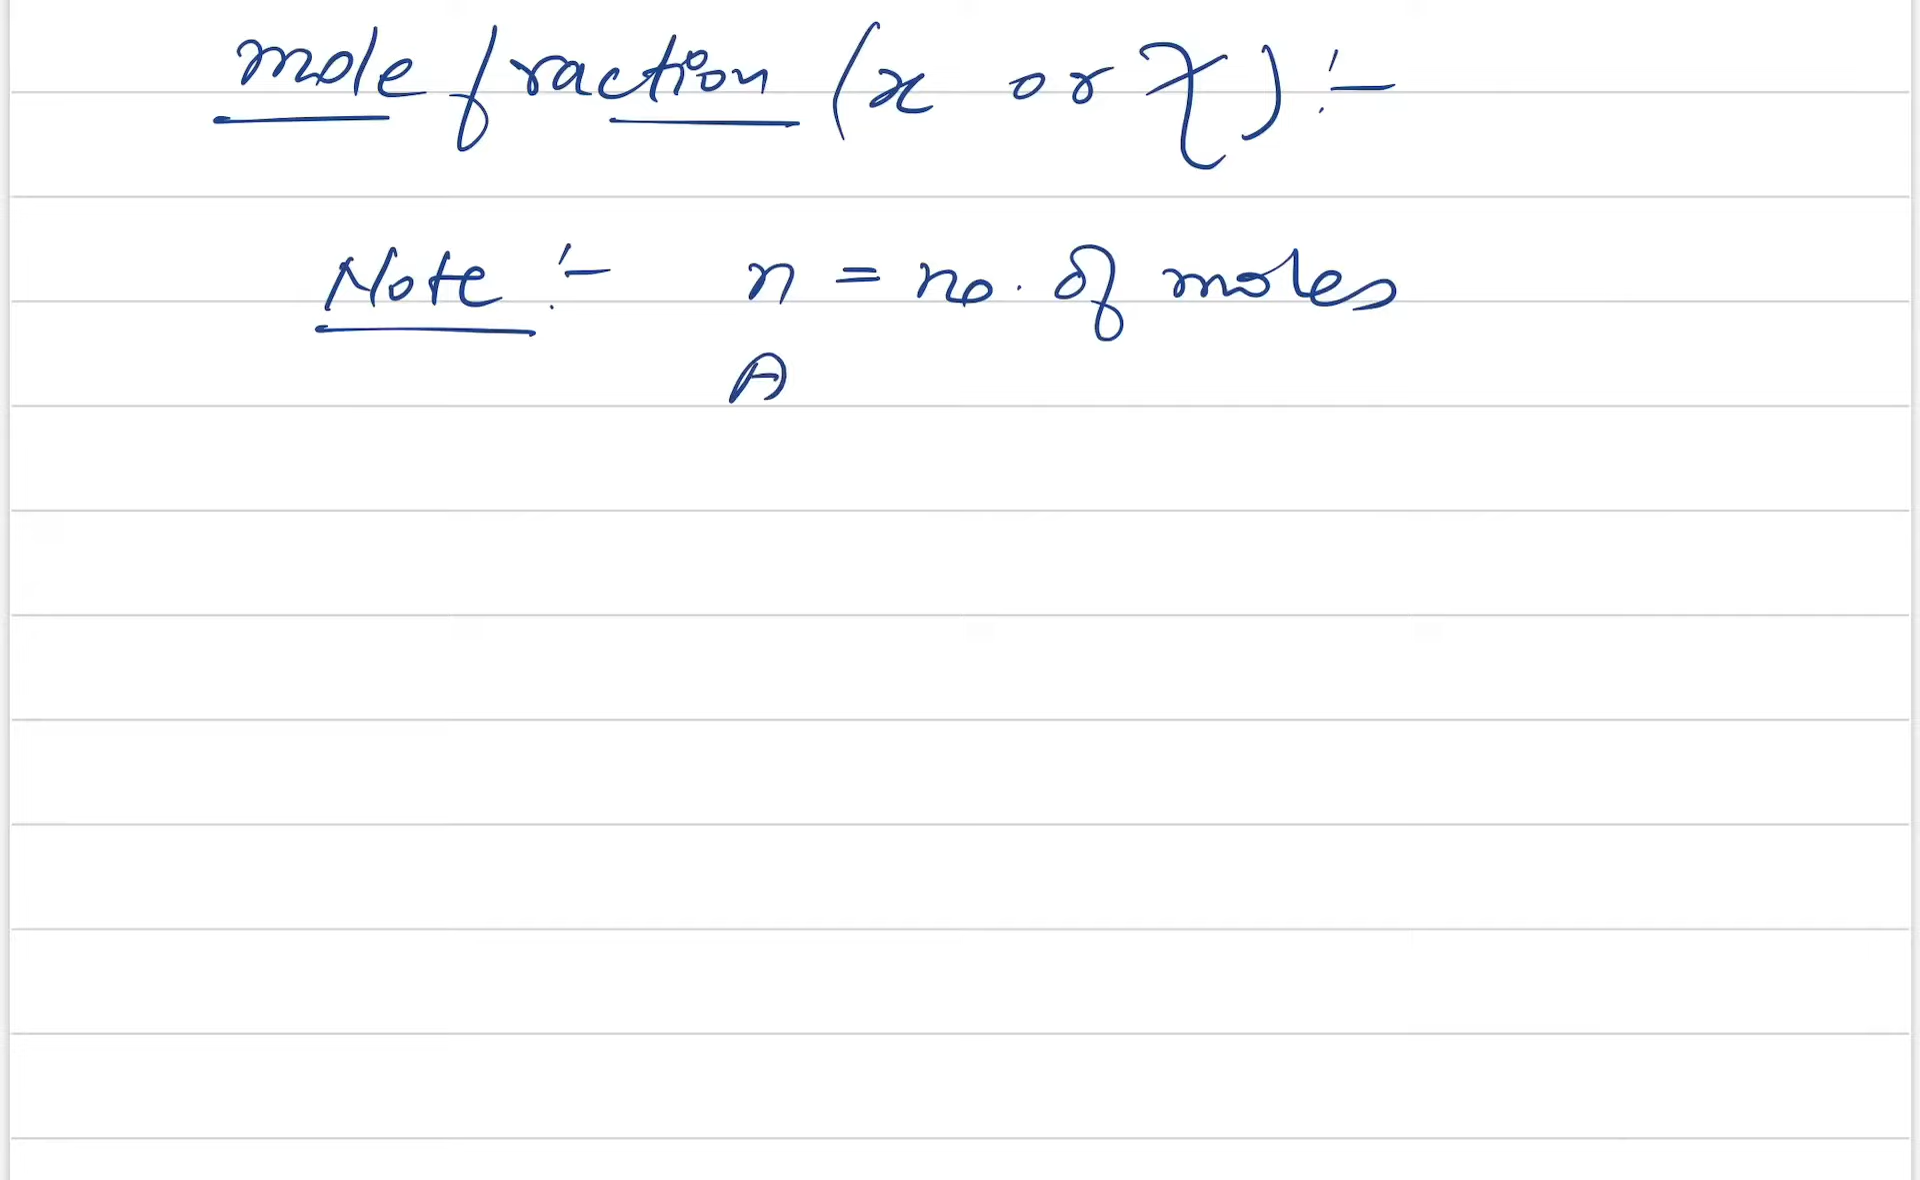 mole fraction (x or χ) :-
Note :- n = no. of moles
A